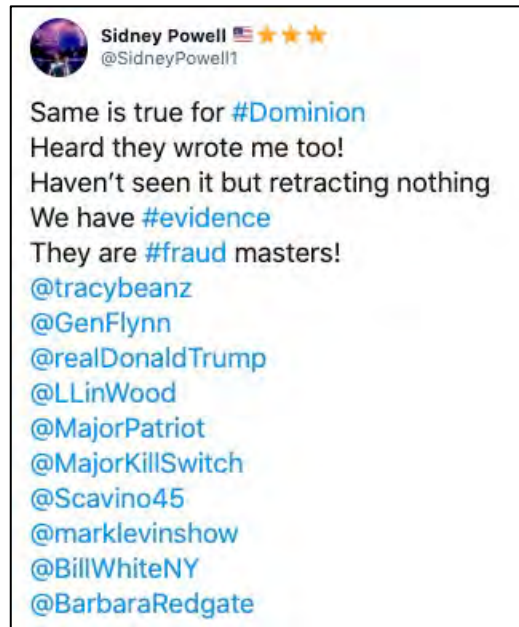 Sidney Powell 🇺🇸⭐⭐⭐
@SidneyPowell1
Same is true for #Dominion
Heard they wrote me too!
Haven't seen it but retracting nothing
We have #evidence
They are #fraud masters!
@tracybeanz
@GenFlynn
@realDonaldTrump
@LLinWood
@MajorPatriot
@MajorKillSwitch
@Scavino45
@marklevinshow
@BillWhiteNY
@BarbaraRedgate